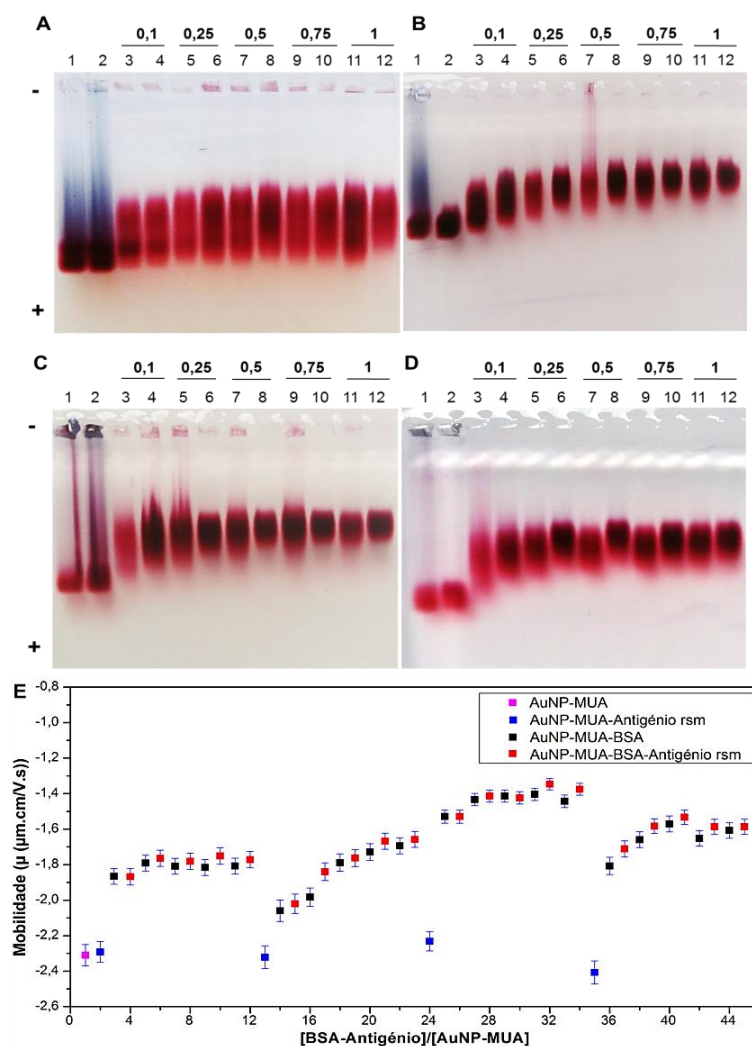 A
0,1 0,25 0,5 0,75 1
1 2 3 4 5 6 7 8 9 10 11 12
-
+
B
0,1 0,25 0,5 0,75 1
1 2 3 4 5 6 7 8 9 10 11 12
C
0,1 0,25 0,5 0,75 1
1 2 3 4 5 6 7 8 9 10 11 12
-
+
D
0,1 0,25 0,5 0,75 1
1 2 3 4 5 6 7 8 9 10 11 12
E
-0,8
-1,0
-1,2
-1,4
-1,6
-1,8
-2,0
-2,2
-2,4
-2,6
Mobilidade (μ (μm.cm/V.s))
AuNP-MUA
AuNP-MUA-Antigénio rsm
AuNP-MUA-BSA
AuNP-MUA-BSA-Antigénio rsm
0 4 8 12 16 20 24 28 32 36 40 44
[BSA-Antigénio]/[AuNP-MUA]